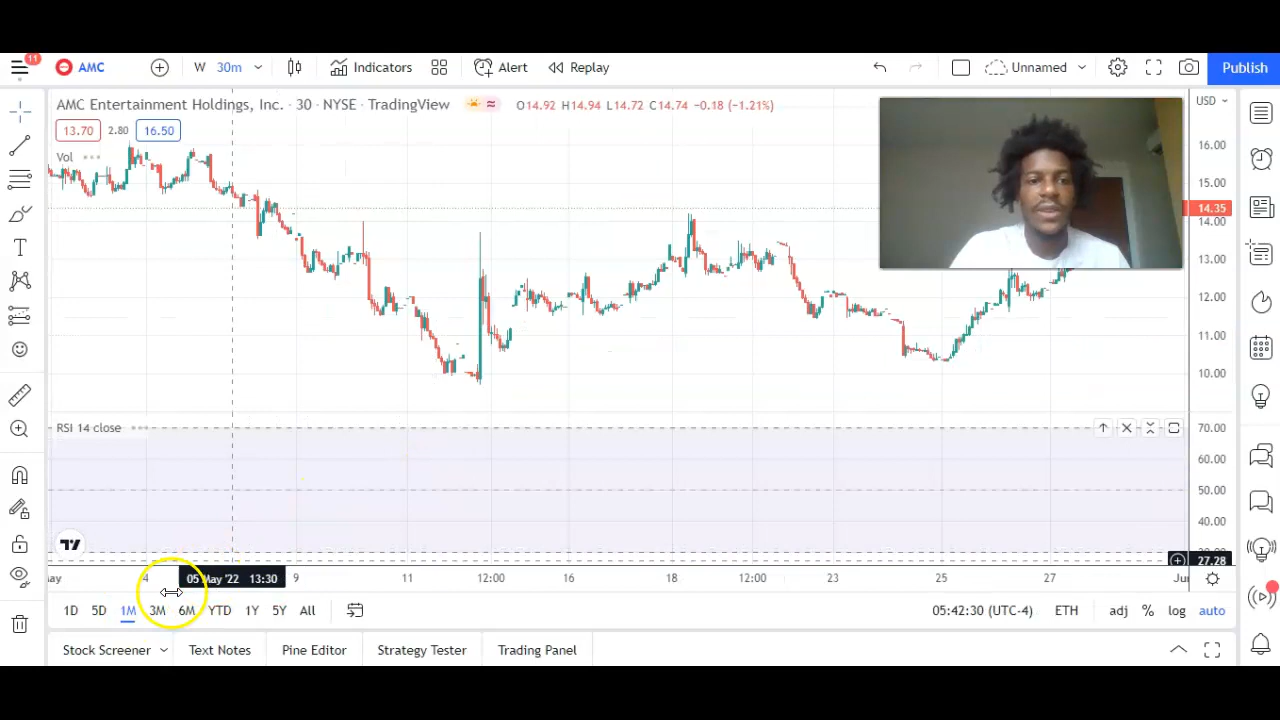 11
AMC
W
30m
Indicators
Alert
Replay
Unnamed
Publish
AMC Entertainment Holdings, Inc. · 30 · NYSE · TradingView
O14.92 H14.94 L14.72 C14.74 −0.18 (−1.21%)
USD
13.70
2.80
16.50
Vol
16.00
15.00
14.35
14.00
13.00
12.00
11.00
10.00
RSI 14 close
70.00
60.00
50.00
40.00
27.28
4
05 May '22 13:30
9
11
12:00
16
18
12:00
23
25
27
1D
5D
1M
3M
6M
YTD
1Y
5Y
All
05:42:30 (UTC-4)
ETH
adj
%
log
auto
Stock Screener
Text Notes
Pine Editor
Strategy Tester
Trading Panel